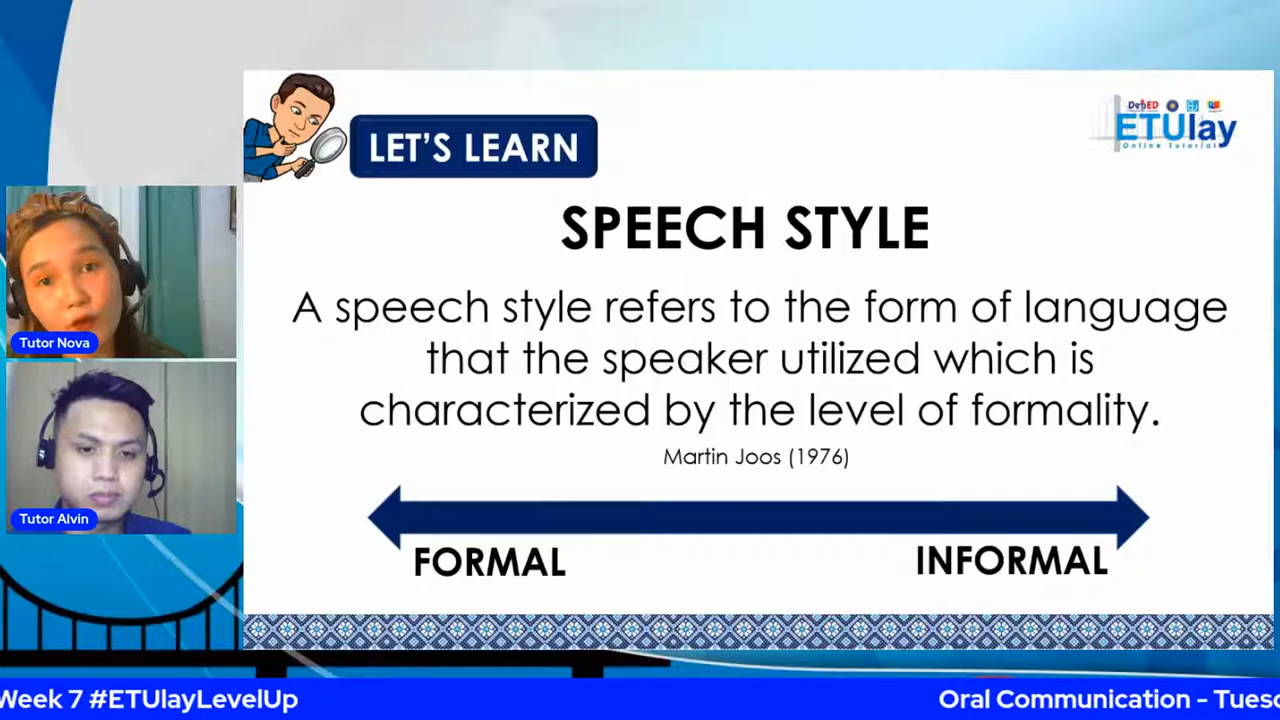 LET'S LEARN
DepED
ETUlay
Online Tutorial
SPEECH STYLE
A speech style refers to the form of language
that the speaker utilized which is
characterized by the level of formality.
Martin Joos (1976)
FORMAL
INFORMAL
Tutor Nova
Tutor Alvin
Week 7 #ETUlayLevelUp
Oral Communication - Tuesd